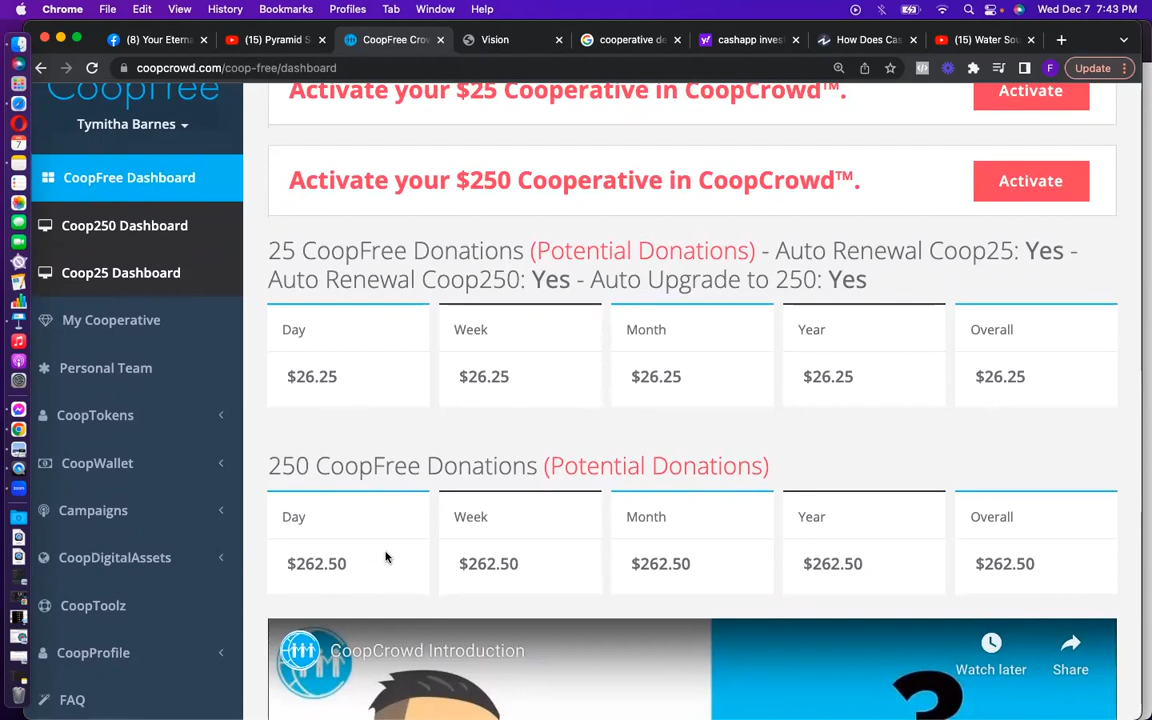 Chrome File Edit View History Bookmarks Profiles Tab Window Help Wed Dec 7 7:43 PM
(8) Your Etern (15) Pyramid S CoopFree Crow Vision cooperative de cashapp inves How Does Cas (15) Water Sou
coopcrowd.com/coop-free/dashboard F Update
CoopFree
Activate your $25 Cooperative in CoopCrowd™. Activate
Tymitha Barnes
CoopFree Dashboard
Activate your $250 Cooperative in CoopCrowd™. Activate
Coop250 Dashboard
Coop25 Dashboard
My Cooperative
Personal Team
CoopTokens
CoopWallet
Campaigns
CoopDigitalAssets
CoopToolz
CoopProfile
FAQ
25 CoopFree Donations (Potential Donations) - Auto Renewal Coop25: Yes -
Auto Renewal Coop250: Yes - Auto Upgrade to 250: Yes
Day Week Month Year Overall
$26.25 $26.25 $26.25 $26.25 $26.25
250 CoopFree Donations (Potential Donations)
Day Week Month Year Overall
$262.50 $262.50 $262.50 $262.50 $262.50
CoopCrowd Introduction
Watch later Share
?